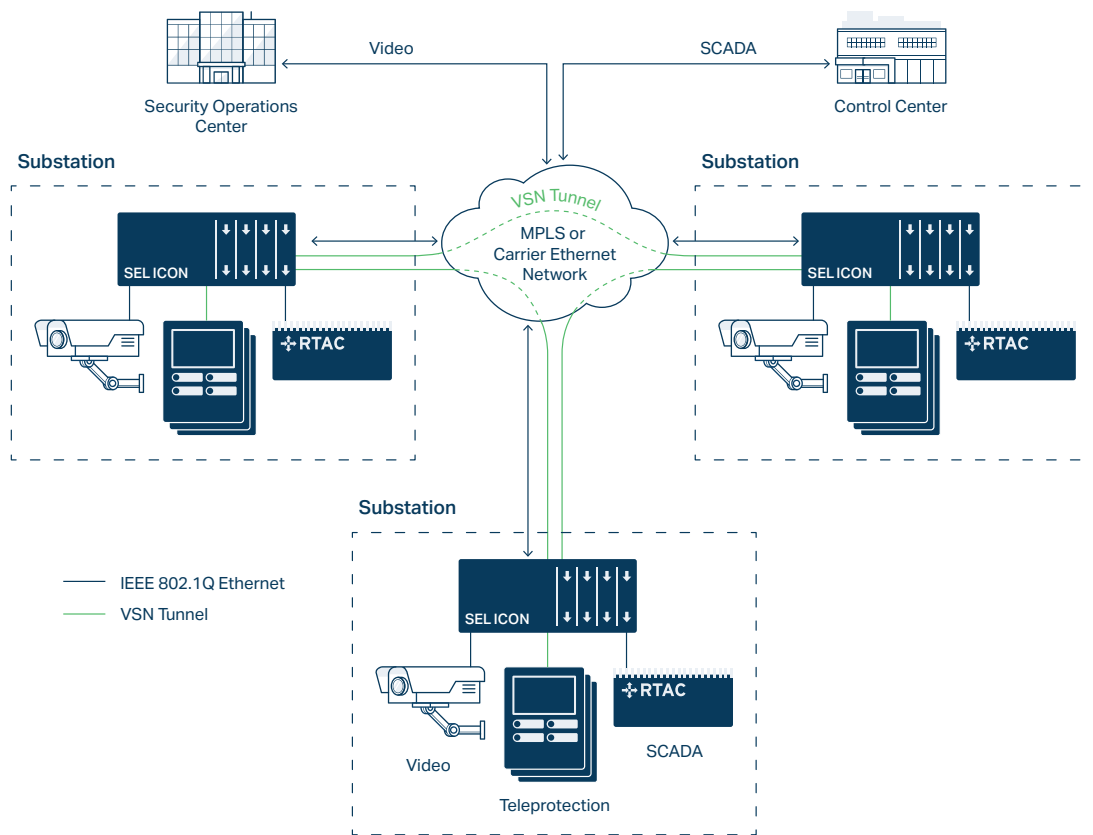 Video
SCADA
Security Operations
Center
Control Center
Substation
Substation
VSN Tunnel
MPLS or
Carrier Ethernet
Network
SEL ICON
SEL ICON
RTAC
RTAC
Substation
IEEE 802.1Q Ethernet
VSN Tunnel
SEL ICON
RTAC
Video
SCADA
Teleprotection